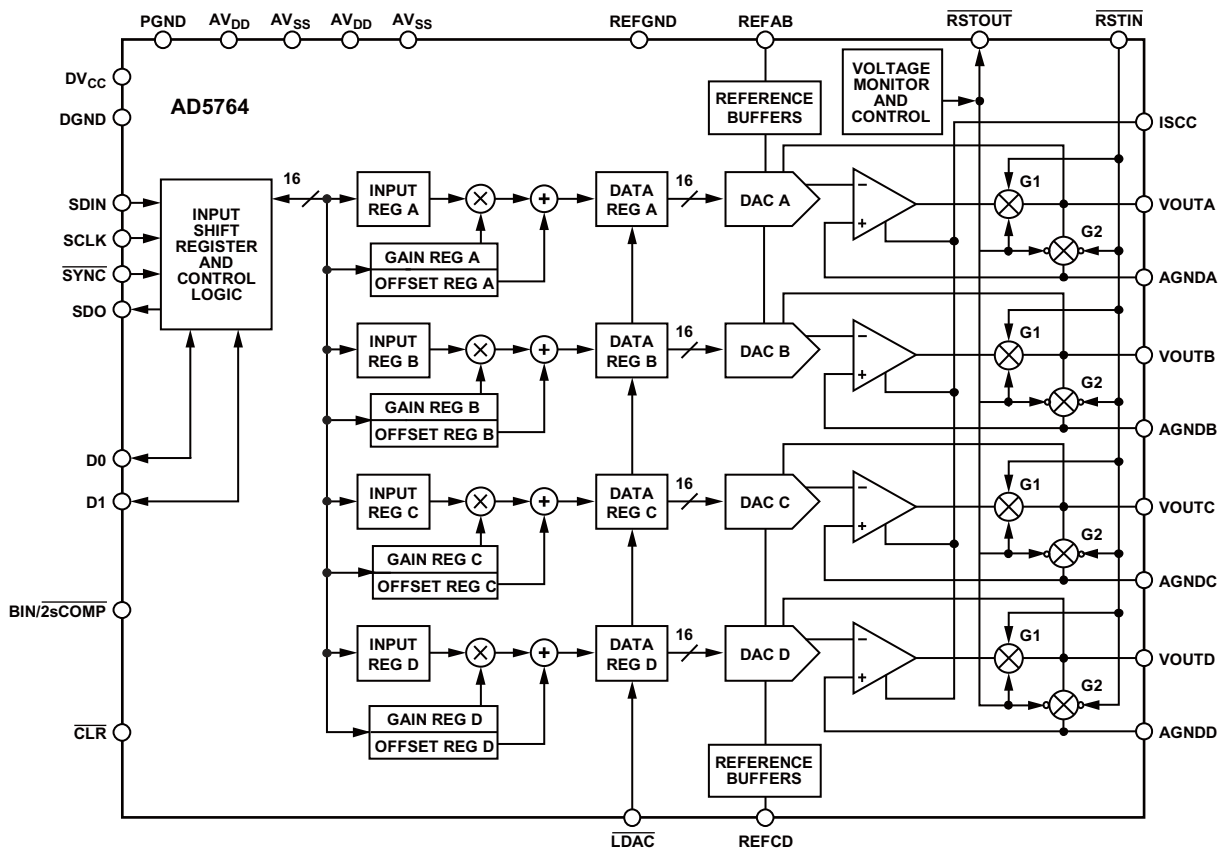 PGND AVDD AVSS AVDD AVSS REFGND REFAB RSTOUT RSTIN
DVCC
DGND
AD5764
REFERENCE
BUFFERS
VOLTAGE
MONITOR
AND
CONTROL
ISCC
SDIN
SCLK
SYNC
SDO
INPUT
SHIFT
REGISTER
AND
CONTROL
LOGIC
16
INPUT
REG A
GAIN REG A
OFFSET REG A
DATA
REG A
16
DAC A
G1
G2
VOUTA
AGNDA
INPUT
REG B
GAIN REG B
OFFSET REG B
DATA
REG B
16
DAC B
G1
G2
VOUTB
AGNDB
D0
D1
INPUT
REG C
GAIN REG C
OFFSET REG C
DATA
REG C
16
DAC C
G1
G2
VOUTC
AGNDC
BIN/2sCOMP
INPUT
REG D
GAIN REG D
OFFSET REG D
DATA
REG D
16
DAC D
G1
G2
VOUTD
AGNDD
CLR
REFERENCE
BUFFERS
LDAC REFCD